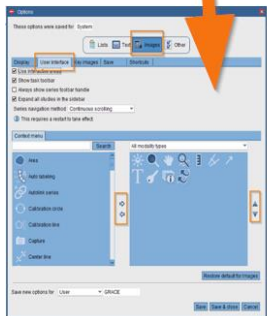 Options
These options were saved for: System
Lists Text Images Other
Display User interface Key images Save Shortcuts
Use interactive areas
Show task toolbar
Always show series toolbar handle
Expand all studies in the sidebar
Series navigation method Continuous scrolling
This requires a restart to take effect.
Context menu
Search
All modality types
Area
Auto labeling
Autolink series
Calibration circle
Calibration line
Capture
Center line
Restore default for Images
Save new options for User GRACE
Save Save & close Cancel